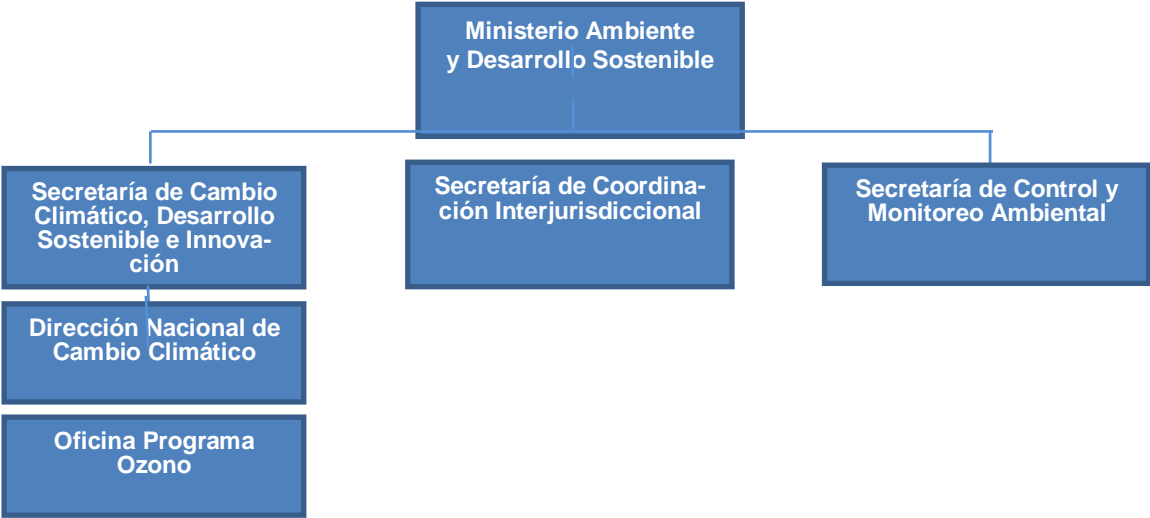 Ministerio Ambiente
y Desarrollo Sostenible
Secretaría de Cambio
Climático, Desarrollo
Sostenible e Innova-
ción
Secretaría de Coordina-
ción Interjurisdiccional
Secretaría de Control y
Monitoreo Ambiental
Dirección Nacional de
Cambio Climático
Oficina Programa
Ozono